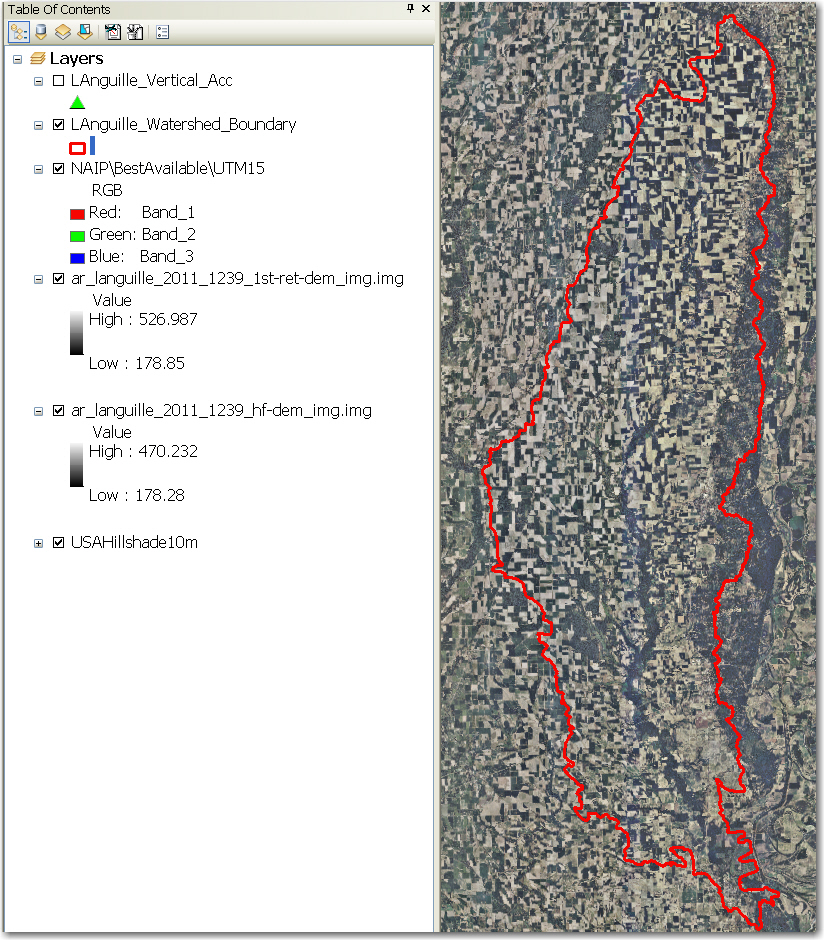 Table Of Contents
Layers
LAnguille_Vertical_Acc
LAnguille_Watershed_Boundary
NAIP\BestAvailable\UTM15
RGB
Red: Band_1
Green: Band_2
Blue: Band_3
ar_languille_2011_1239_1st-ret-dem_img.img
Value
High : 526.987
Low : 178.85
ar_languille_2011_1239_hf-dem_img.img
Value
High : 470.232
Low : 178.28
USAHillshade10m